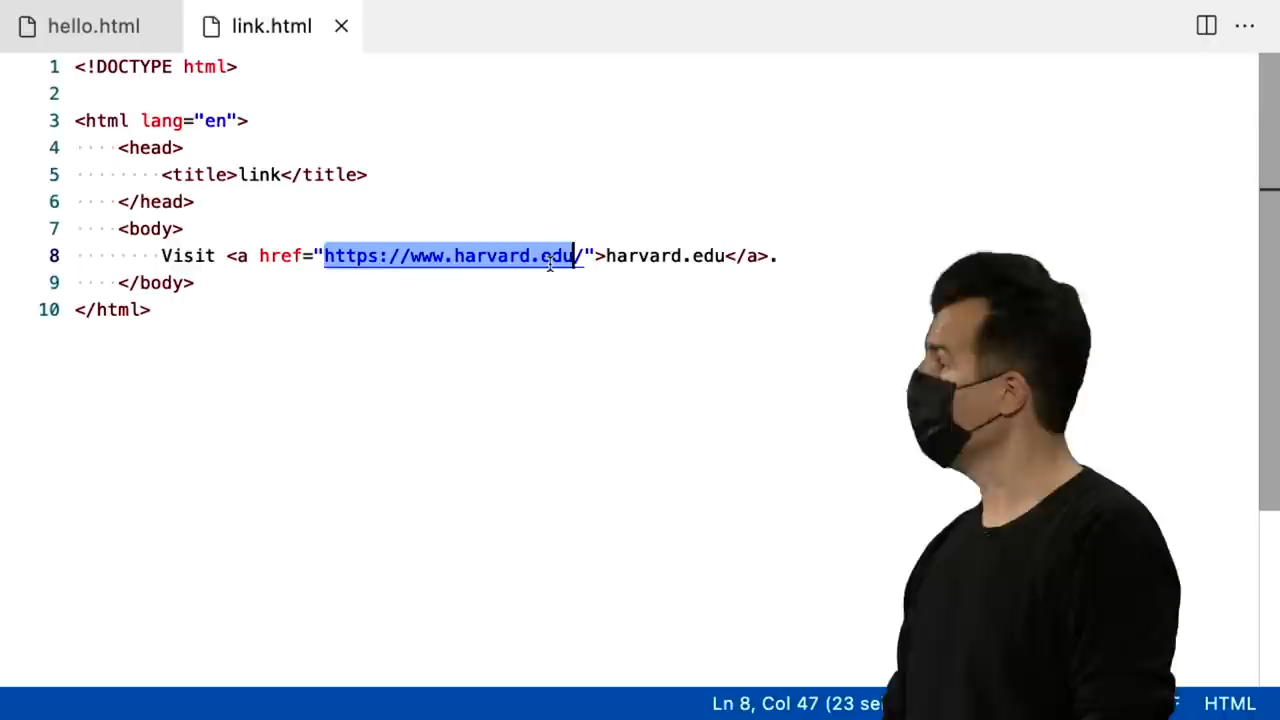 hello.html
link.html
1 <!DOCTYPE html>
2
3 <html lang="en">
4 ····<head>
5 ········<title>link</title>
6 ····</head>
7 ····<body>
8 ········Visit <a href="https://www.harvard.edu/">harvard.edu</a>.
9 ····</body>
10 </html>
Ln 8, Col 47 (23 se
HTML